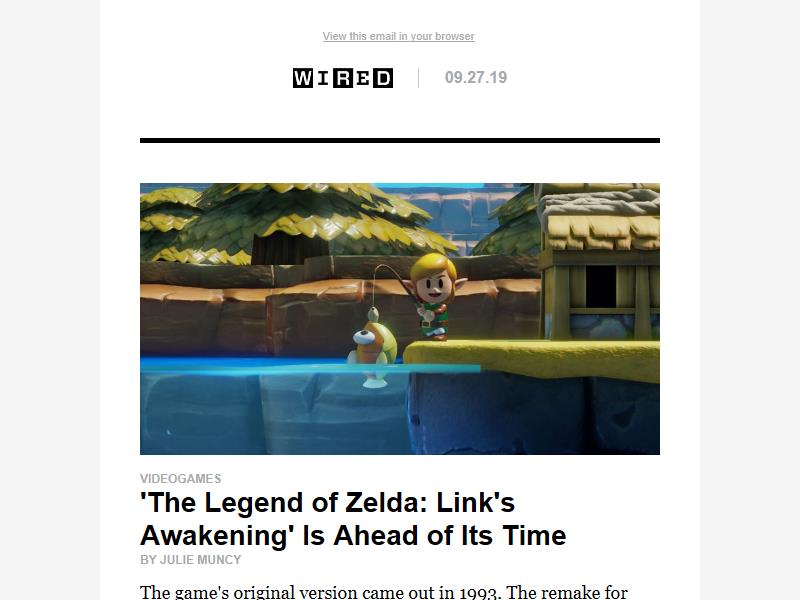 View this email in your browser
WIRED 09.27.19
VIDEOGAMES
'The Legend of Zelda: Link's
Awakening' Is Ahead of Its Time
BY JULIE MUNCY
The game's original version came out in 1993. The remake for